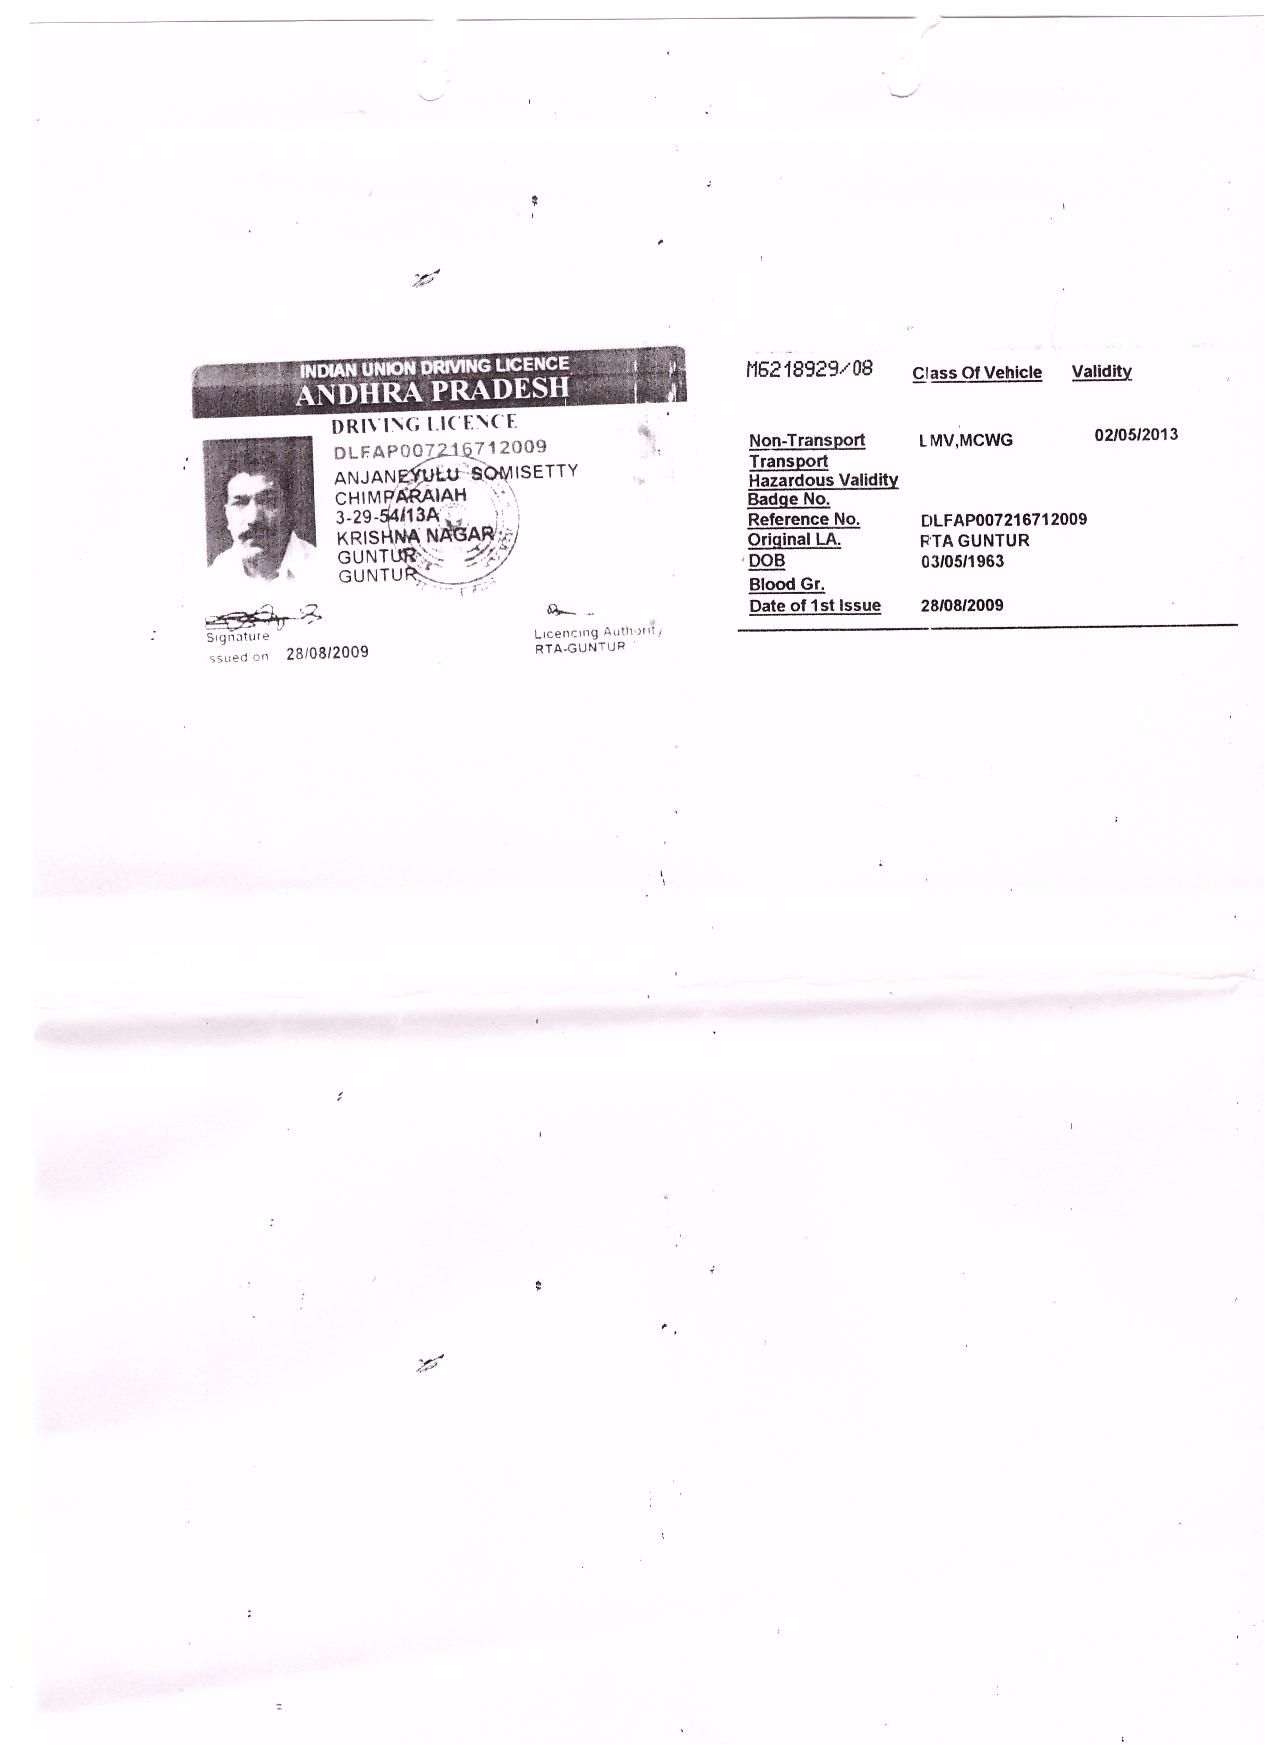 INDIAN UNION DRIVING LICENCE
ANDHRA PRADESH
DRIVING LICENCE
DLFAP007216712009
ANJANEYULU SOMISETTY
CHIMPARAIAH
3-29-54/13A
KRISHNA NAGAR
GUNTUR
GUNTUR
Signature
ssued on 28/08/2009
Licencing Authority
RTA-GUNTUR
M6218929/08 Class Of Vehicle Validity
Non-Transport LMV,MCWG 02/05/2013
Transport
Hazardous Validity
Badge No.
Reference No. DLFAP007216712009
Original LA. RTA GUNTUR
DOB 03/05/1963
Blood Gr.
Date of 1st Issue 28/08/2009